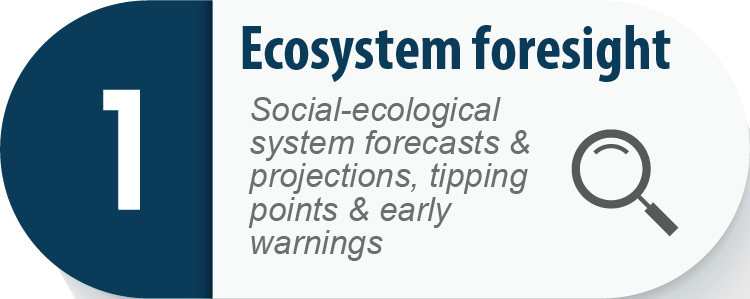 1
Ecosystem foresight
Social-ecological
system forecasts &
projections, tipping
points & early
warnings